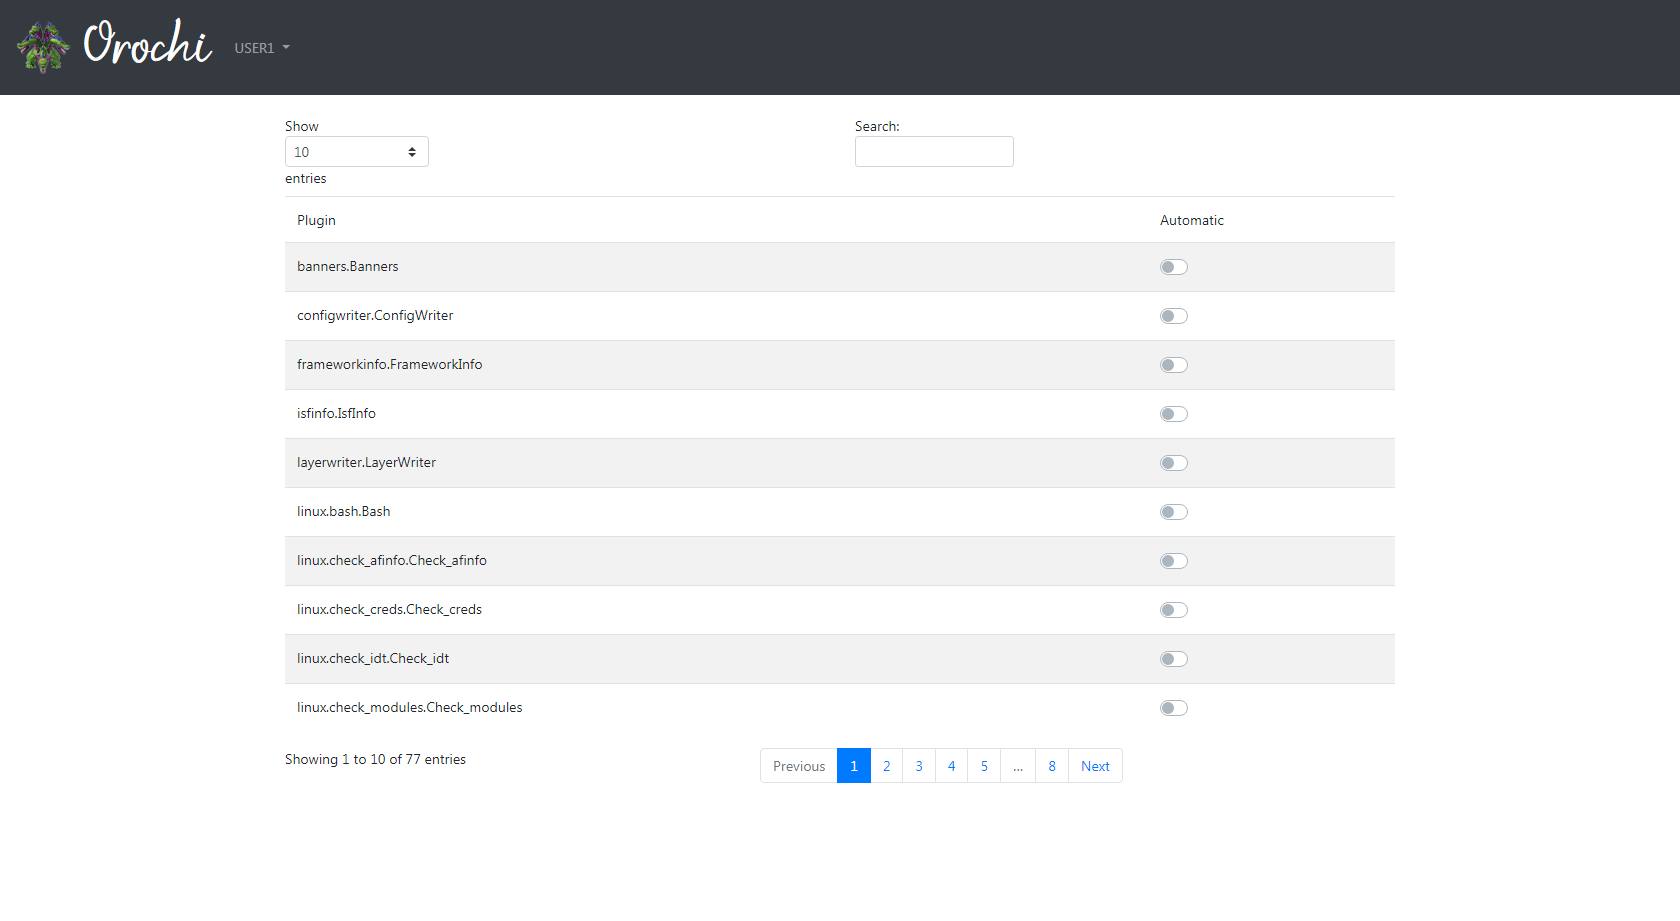 Orochi USER1
Show
10
entries
Search:
Plugin Automatic
banners.Banners
configwriter.ConfigWriter
frameworkinfo.FrameworkInfo
isfinfo.IsfInfo
layerwriter.LayerWriter
linux.bash.Bash
linux.check_afinfo.Check_afinfo
linux.check_creds.Check_creds
linux.check_idt.Check_idt
linux.check_modules.Check_modules
Showing 1 to 10 of 77 entries
Previous 1 2 3 4 5 ... 8 Next